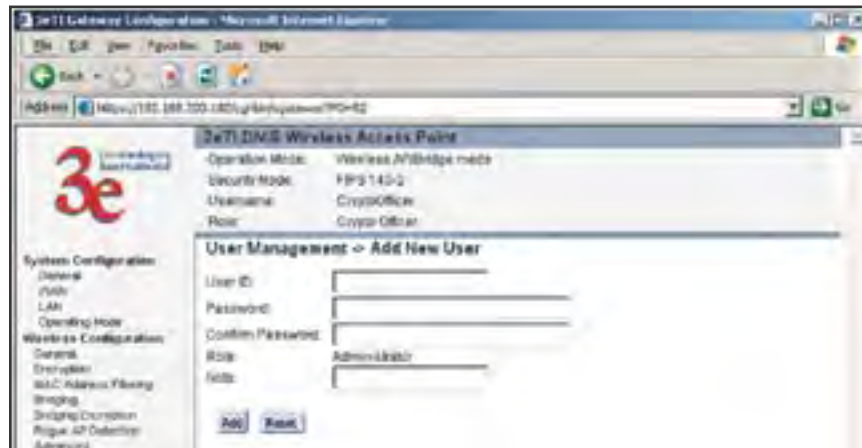 3eTI Gateway Configuration - Microsoft Internet Explorer
File Edit View Favorites Tools Help
Back
Address Go
3e Technologies International
3eTI DMG Wireless Access Point
Operation Mode: Wireless AP/Bridge mode
Security Mode: FIPS 140-2
Username: CryptoOfficer
Role: Crypto Officer
User Management -> Add New User
User ID:
Password:
Confirm Password:
Role: Administrator
Note:
Add Reset
System Configuration
General
WAN
LAN
Operating Mode
Wireless Configuration
General
Encryption
MAC Address Filtering
Bridging
Bridging Encryption
Rogue AP Detection
Advanced